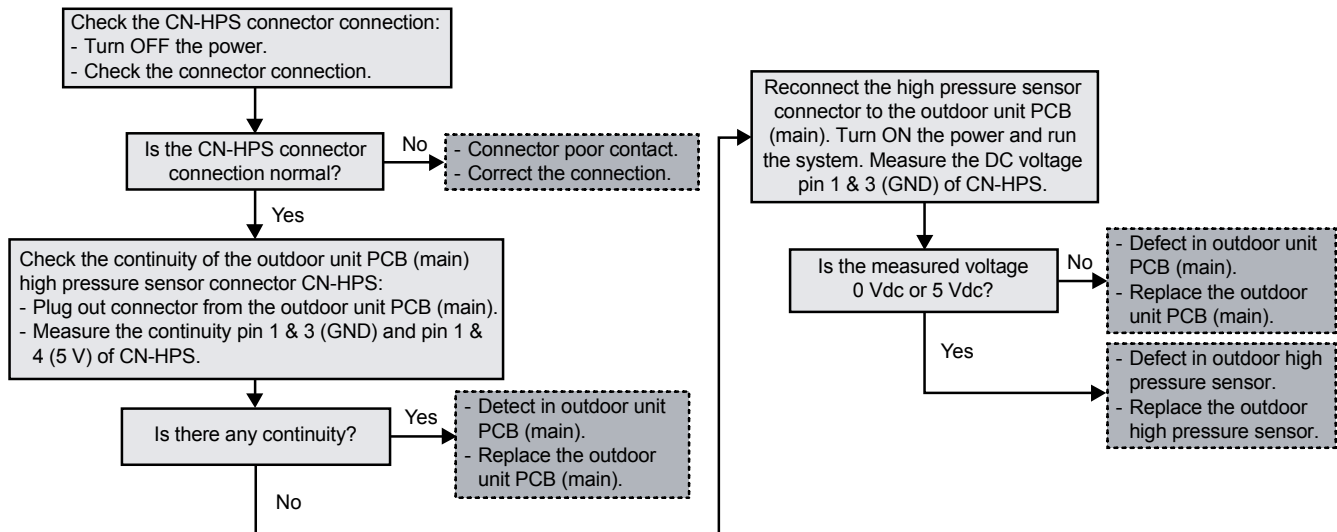 Check the CN-HPS connector connection:
- Turn OFF the power.
- Check the connector connection.
Is the CN-HPS connector
connection normal?
No
- Connector poor contact.
- Correct the connection.
Yes
Check the continuity of the outdoor unit PCB (main)
high pressure sensor connector CN-HPS:
- Plug out connector from the outdoor unit PCB (main).
- Measure the continuity pin 1 & 3 (GND) and pin 1 &
4 (5 V) of CN-HPS.
Is there any continuity?
Yes
- Detect in outdoor unit
PCB (main).
- Replace the outdoor
unit PCB (main).
No
Reconnect the high pressure sensor
connector to the outdoor unit PCB
(main). Turn ON the power and run
the system. Measure the DC voltage
pin 1 & 3 (GND) of CN-HPS.
Is the measured voltage
0 Vdc or 5 Vdc?
No
- Defect in outdoor unit
PCB (main).
- Replace the outdoor
unit PCB (main).
Yes
- Defect in outdoor high
pressure sensor.
- Replace the outdoor
high pressure sensor.